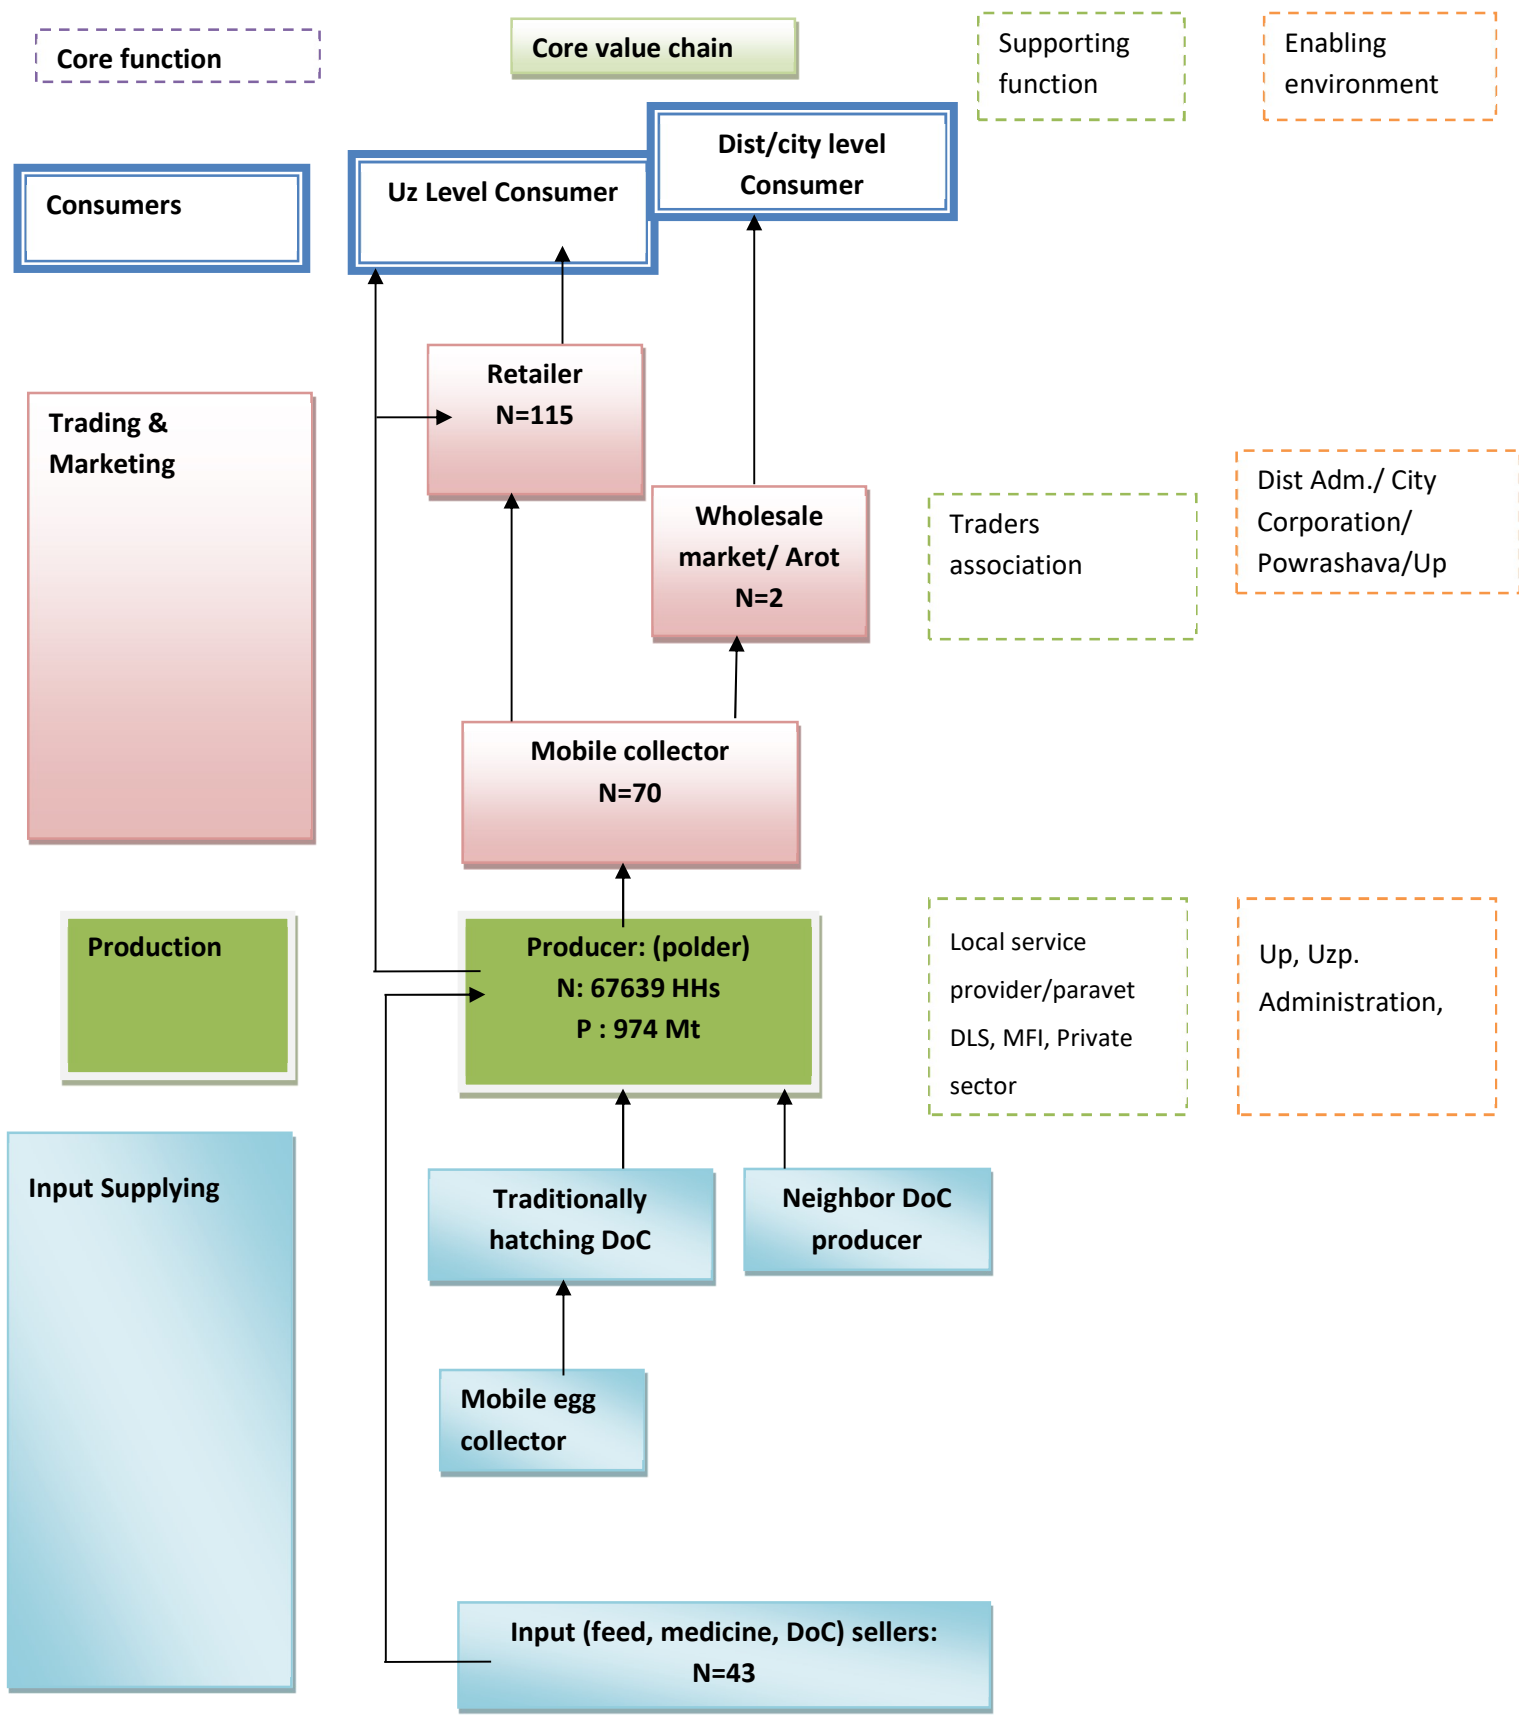 Core function
Core value chain
Supporting
function
Enabling
environment
Consumers
Uz Level Consumer
Dist/city level
Consumer
Trading &
Marketing
Retailer
N=115
Wholesale
market/ Arot
N=2
Traders
association
Dist Adm./ City
Corporation/
Powrashava/Up
Mobile collector
N=70
Production
Producer: (polder)
N: 67639 HHs
P : 974 Mt
Local service
provider/paravet
DLS, MFI, Private
sector
Up, Uzp.
Administration,
Input Supplying
Traditionally
hatching DoC
Neighbor DoC
producer
Mobile egg
collector
Input (feed, medicine, DoC) sellers:
N=43